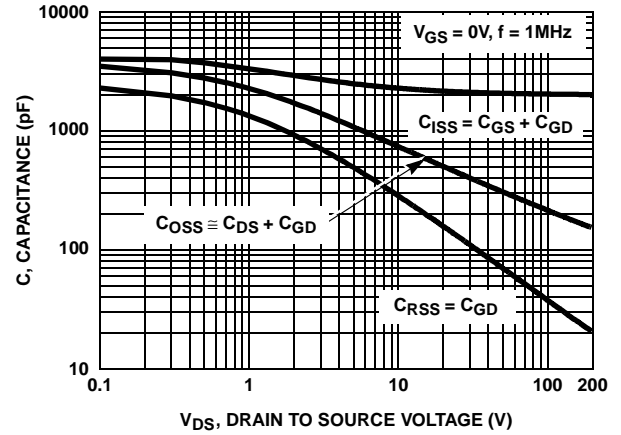 10000
V_GS = 0V, f = 1MHz
C, CAPACITANCE (pF)
1000
C_ISS = C_GS + C_GD
C_OSS ≅ C_DS + C_GD
100
C_RSS = C_GD
10
0.1 1 10 100 200
V_DS, DRAIN TO SOURCE VOLTAGE (V)